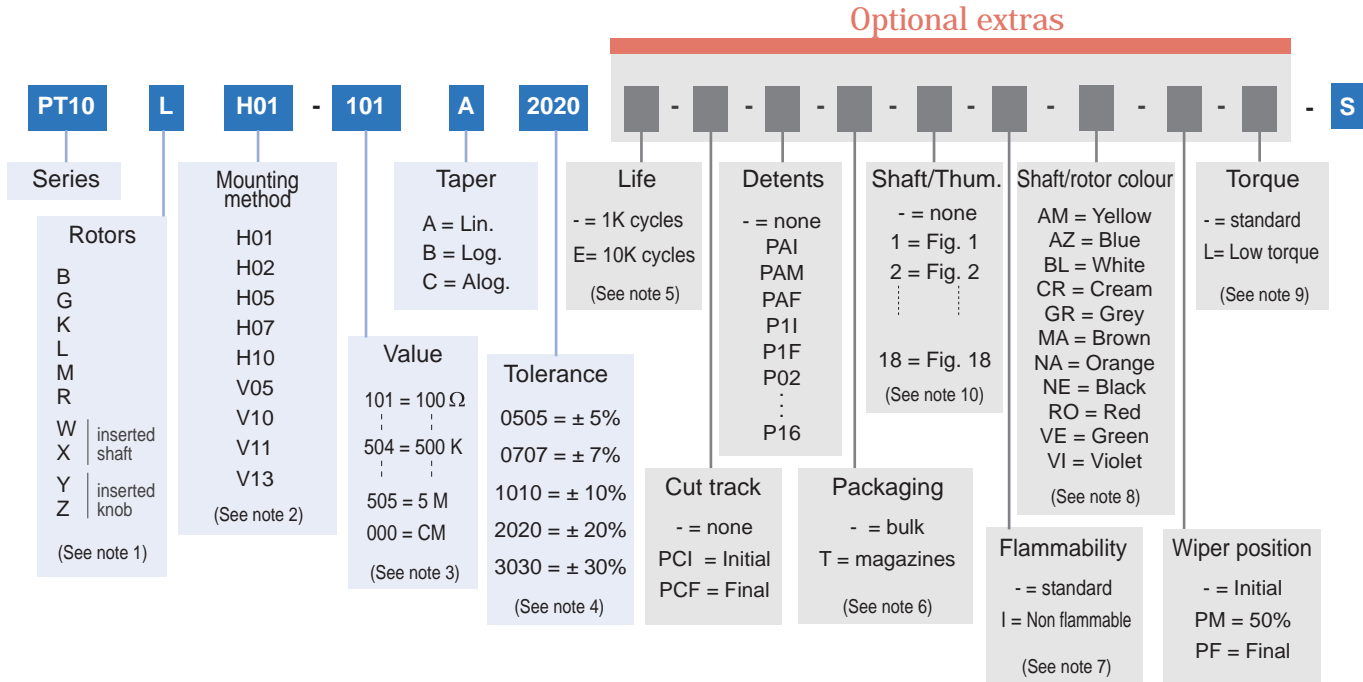 Optional extras
PT10 L H01 - 101 A 2020 - - - - - - - - - S
Series
Rotors
B
G
K
L
M
R
W
X
inserted
shaft
Y
Z
inserted
knob
(See note 1)
Mounting
method
H01
H02
H05
H07
H10
V05
V10
V11
V13
(See note 2)
Value
101 = 100 Ω
504 = 500 K
505 = 5 M
000 = CM
(See note 3)
Taper
A = Lin.
B = Log.
C = Alog.
Tolerance
0505 = ± 5%
0707 = ± 7%
1010 = ± 10%
2020 = ± 20%
3030 = ± 30%
(See note 4)
Life
- = 1K cycles
E= 10K cycles
(See note 5)
Cut track
- = none
PCI = Initial
PCF = Final
Detents
- = none
PAI
PAM
PAF
P1I
P1F
P02
P16
Packaging
- = bulk
T = magazines
(See note 6)
Shaft/Thum.
- = none
1 = Fig. 1
2 = Fig. 2
18 = Fig. 18
(See note 10)
Flammability
- = standard
I = Non flammable
(See note 7)
Shaft/rotor colour
AM = Yellow
AZ = Blue
BL = White
CR = Cream
GR = Grey
MA = Brown
NA = Orange
NE = Black
RO = Red
VE = Green
VI = Violet
(See note 8)
Wiper position
- = Initial
PM = 50%
PF = Final
Torque
- = standard
L= Low torque
(See note 9)